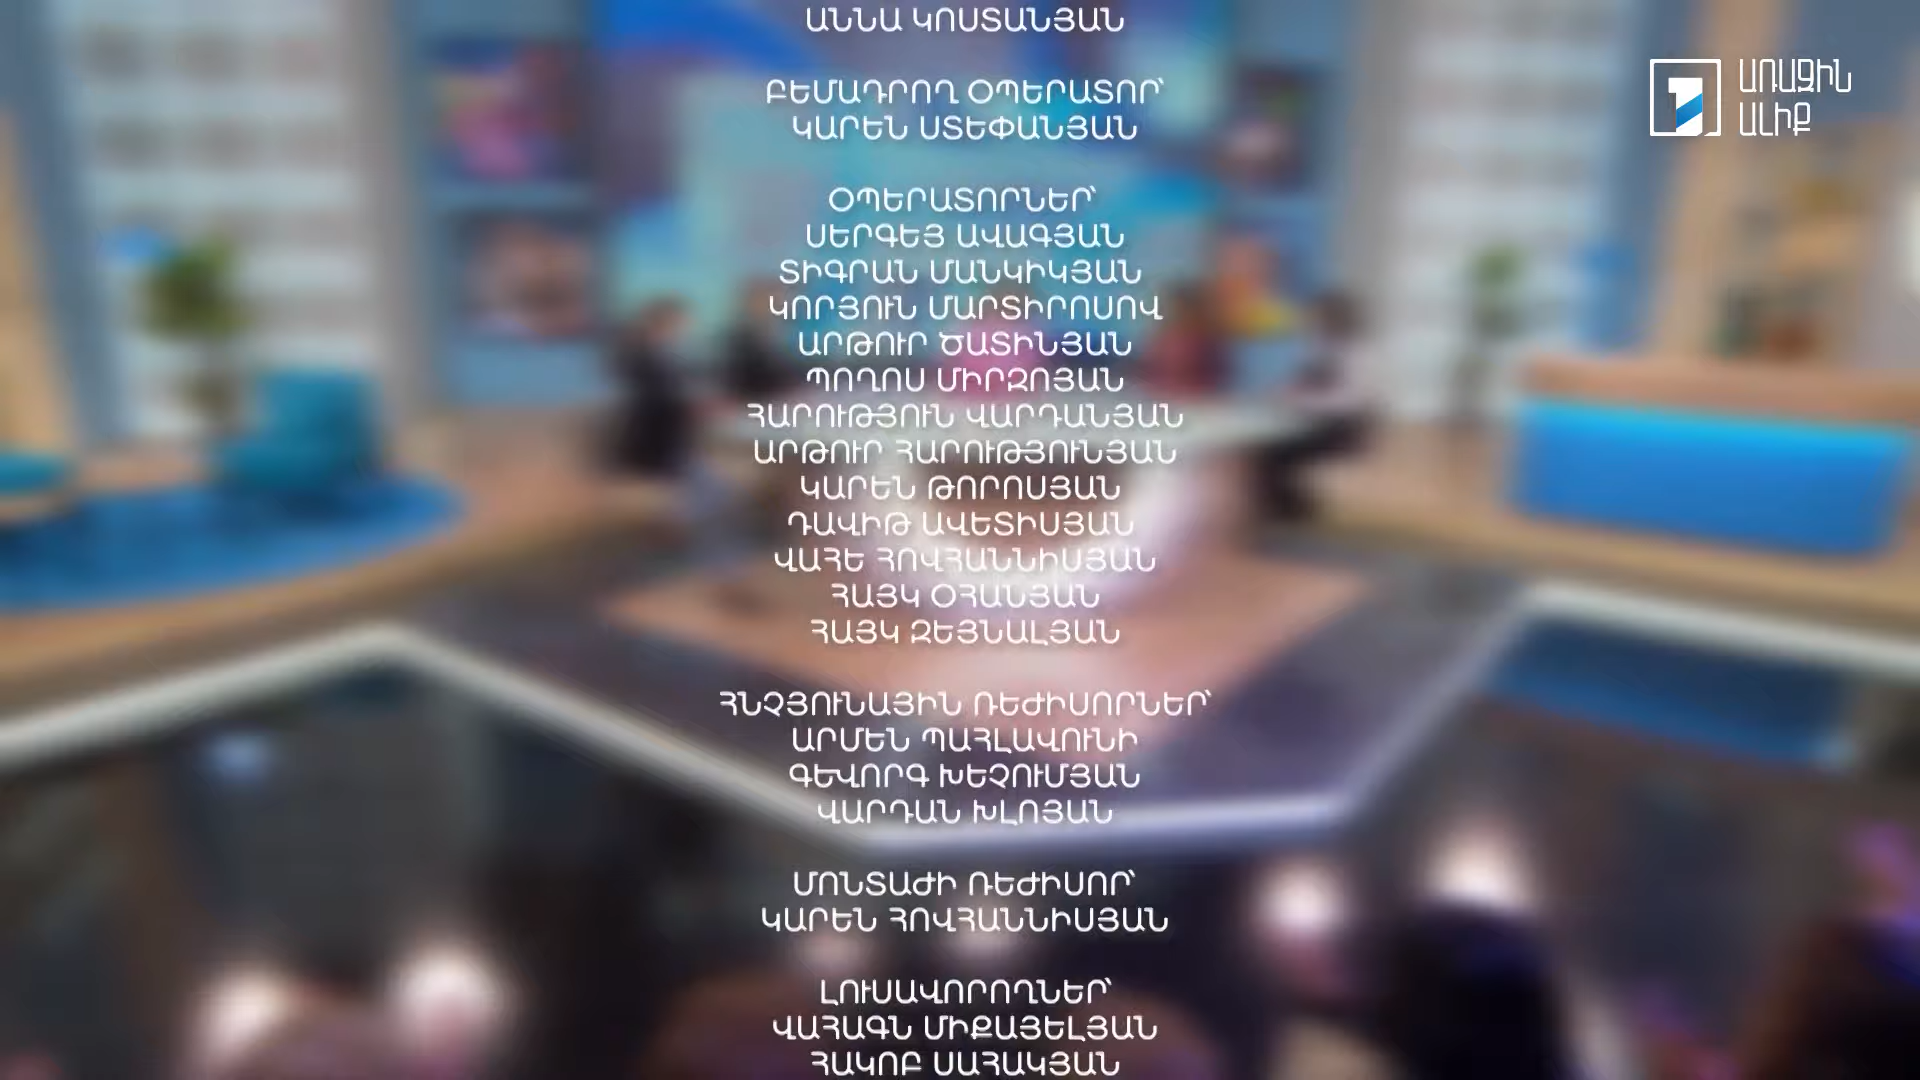 ԱՆՆԱ ԿՈՍՏԱՆՅԱՆ
ԲԵՄԱԴՐՈՂ ՕՊԵՐԱՏՈՐ՝
ԿԱՐԵՆ ՍՏԵՓԱՆՅԱՆ
ՕՊԵՐԱՏՈՐՆԵՐ՝
ՍԵՐԳԵՅ ԱՎԱԳՅԱՆ
ՏԻԳՐԱՆ ՄԱՆԿԻԿՅԱՆ
ԿՈՐՅՈՒՆ ՄԱՐՏԻՐՈՍՈՎ
ԱՐԹՈՒՐ ԾԱՏԻՆՅԱՆ
ՊՈՂՈՍ ՄԻՐԶՈՅԱՆ
ՀԱՐՈՒԹՅՈՒՆ ՎԱՐԴԱՆՅԱՆ
ԱՐԹՈՒՐ ՀԱՐՈՒԹՅՈՒՆՅԱՆ
ԿԱՐԵՆ ԹՈՐՈՍՅԱՆ
ԴԱՎԻԹ ԱՎԵՏԻՍՅԱՆ
ՎԱՀԵ ՀՈՎՀԱՆՆԻՍՅԱՆ
ՀԱՅԿ ՕՀԱՆՅԱՆ
ՀԱՅԿ ԶԵՅՆԱԼՅԱՆ
ՀՆՉՅՈՒՆԱՅԻՆ ՌԵԺԻՍՈՐՆԵՐ՝
ԱՐՄԵՆ ՊԱՀԼԱՎՈՒՆԻ
ԳԵՎՈՐԳ ԽԵՉՈՒՄՅԱՆ
ՎԱՐԴԱՆ ԽԼՈՅԱՆ
ՄՈՆՏԱԺԻ ՌԵԺԻՍՈՐ՝
ԿԱՐԵՆ ՀՈՎՀԱՆՆԻՍՅԱՆ
ԼՈՒՍԱՎՈՐՈՂՆԵՐ՝
ՎԱՀԱԳՆ ՄԻՔԱՅԵԼՅԱՆ
ՀԱԿՈԲ ՍԱՀԱԿՅԱՆ
1 ԱՌԱՋԻՆ
ԱԼԻՔ